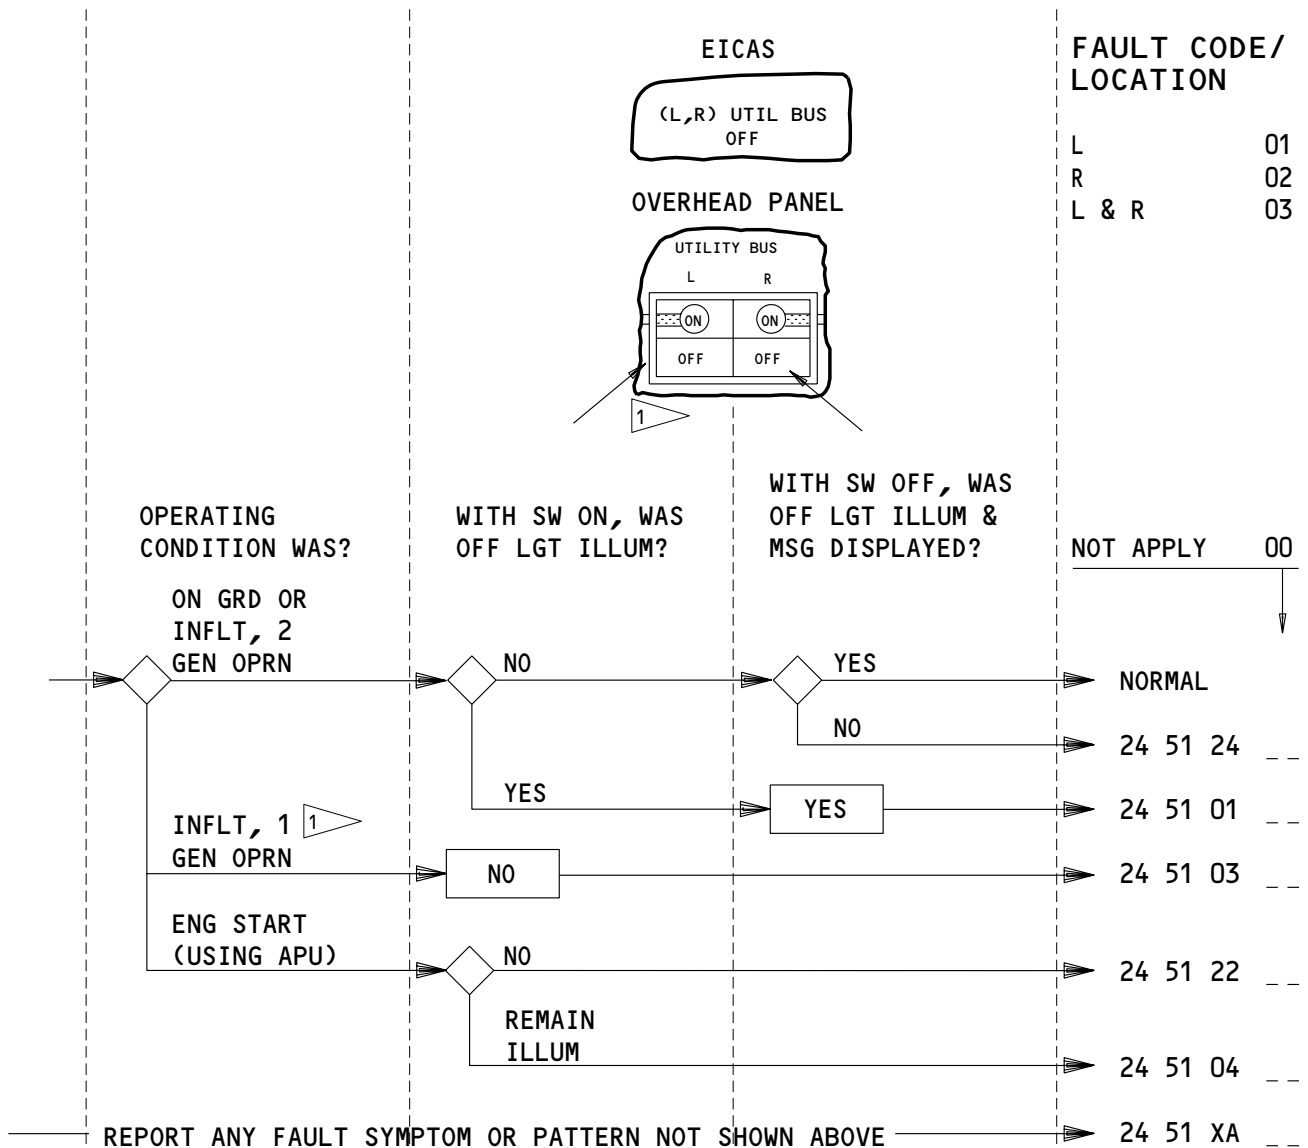 EICAS
(L,R) UTIL BUS
OFF
OVERHEAD PANEL
UTILITY BUS
L R
ON ON
OFF OFF
1
FAULT CODE/
LOCATION
L 01
R 02
L & R 03
OPERATING
CONDITION WAS?
WITH SW ON, WAS
OFF LGT ILLUM?
WITH SW OFF, WAS
OFF LGT ILLUM &
MSG DISPLAYED?
NOT APPLY 00
ON GRD OR
INFLT, 2
GEN OPRN
NO
YES
NORMAL
NO
24 51 24 _ _
YES
YES
24 51 01 _ _
INFLT, 1 1
GEN OPRN
NO
24 51 03 _ _
ENG START
(USING APU)
NO
24 51 22 _ _
REMAIN
ILLUM
24 51 04 _ _
REPORT ANY FAULT SYMPTOM OR PATTERN NOT SHOWN ABOVE
24 51 XA _ _